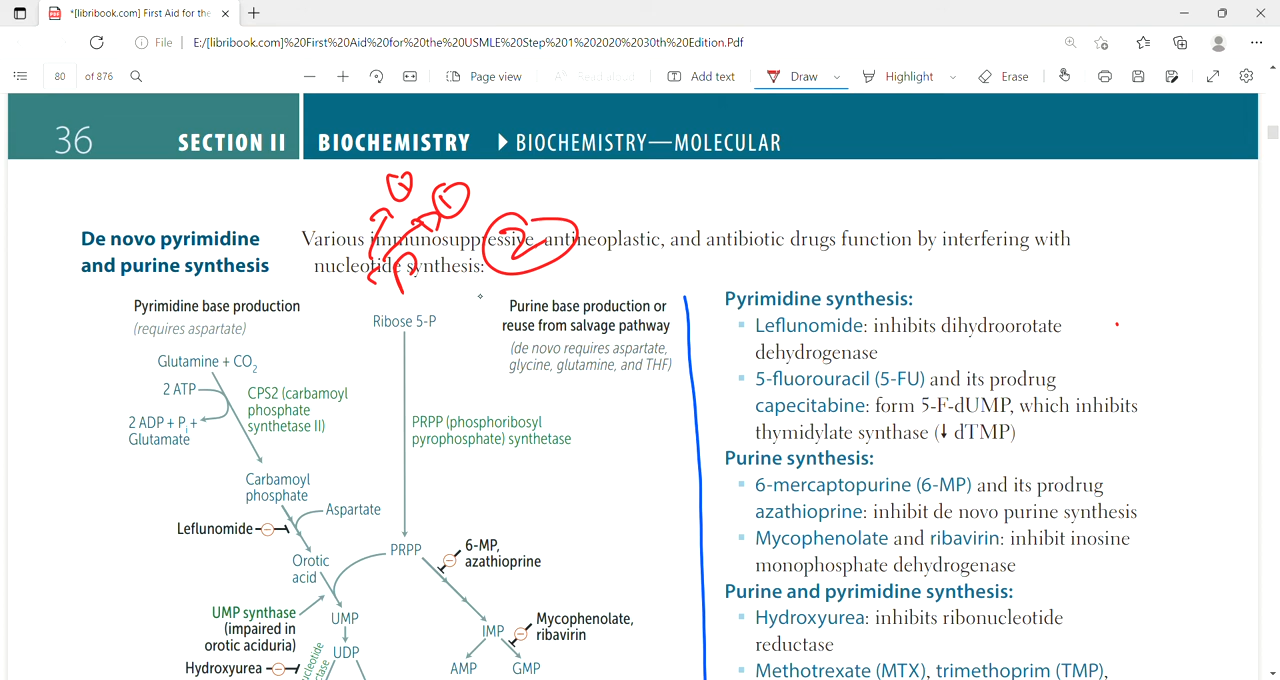 *[libribook.com] First Aid for the
File
E:/[libribook.com]%20First%20Aid%20for%20the%20USMLE%20Step%201%202020%2030th%20Edition.Pdf
80 of 876
Page view
Read aloud
Add text
Draw
Highlight
Erase
36 SECTION II BIOCHEMISTRY ▶ BIOCHEMISTRY—MOLECULAR
De novo pyrimidine
and purine synthesis
Various immunosuppressive, antineoplastic, and antibiotic drugs function by interfering with
nucleotide synthesis:
1
2
P
Pyrimidine base production
(requires aspartate)
Glutamine + CO₂
2 ATP
2 ADP + Pᵢ +
Glutamate
CPS2 (carbamoyl
phosphate
synthetase II)
Carbamoyl
phosphate
Aspartate
Leflunomide
Orotic
acid
UMP synthase
(impaired in
orotic aciduria)
UMP
UDP
Hydroxyurea
Ribose 5-P
PRPP (phosphoribosyl
pyrophosphate) synthetase
PRPP
Purine base production or
reuse from salvage pathway
(de novo requires aspartate,
glycine, glutamine, and THF)
6-MP,
azathioprine
Mycophenolate,
ribavirin
IMP
AMP
GMP
Pyrimidine synthesis:
Leflunomide: inhibits dihydroorotate
dehydrogenase
5-fluorouracil (5-FU) and its prodrug
capecitabine: form 5-F-dUMP, which inhibits
thymidylate synthase (↓ dTMP)
Purine synthesis:
6-mercaptopurine (6-MP) and its prodrug
azathioprine: inhibit de novo purine synthesis
Mycophenolate and ribavirin: inhibit inosine
monophosphate dehydrogenase
Purine and pyrimidine synthesis:
Hydroxyurea: inhibits ribonucleotide
reductase
Methotrexate (MTX), trimethoprim (TMP),